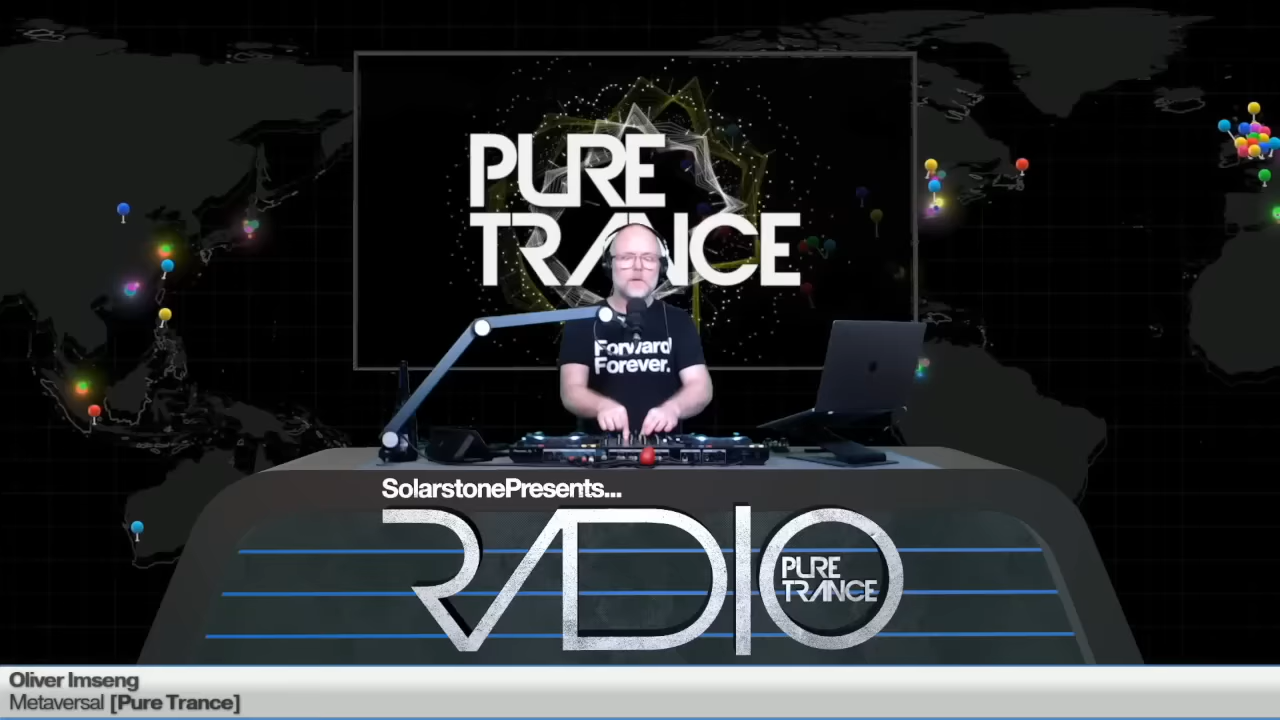 PURE
TRANCE
Forward
Forever.
SolarstonePresents...
RADIO
PURE
TRANCE
Oliver Imseng
Metaversal [Pure Trance]